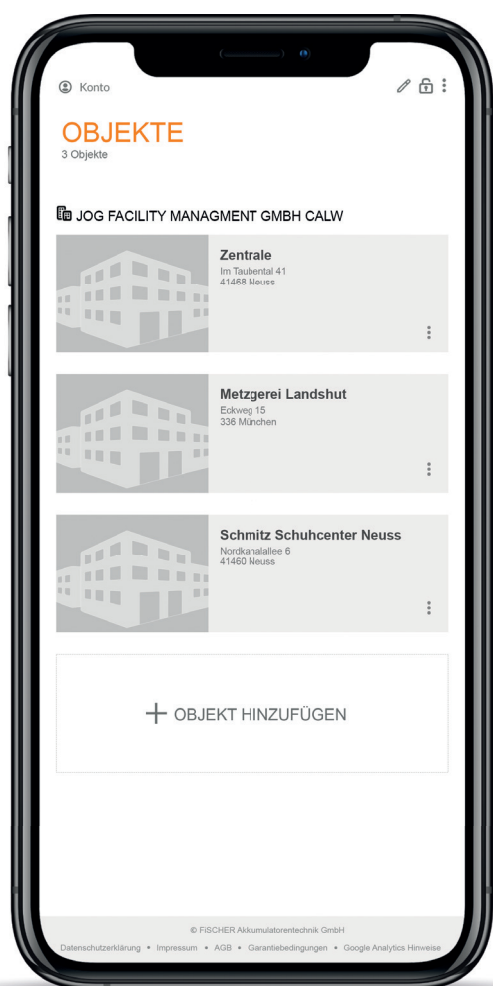 Konto
OBJEKTE
3 Objekte
JOG FACILITY MANAGMENT GMBH CALW
Zentrale
Im Taubental 41
41468 Neuss
Metzgerei Landshut
Eckweg 15
336 München
Schmitz Schuhcenter Neuss
Nordkanalallee 6
41460 Neuss
+ OBJEKT HINZUFÜGEN
© FiSCHER Akkumulatorentechnik GmbH
Datenschutzerklärung • Impressum • AGB • Garantiebedingungen • Google Analytics Hinweise